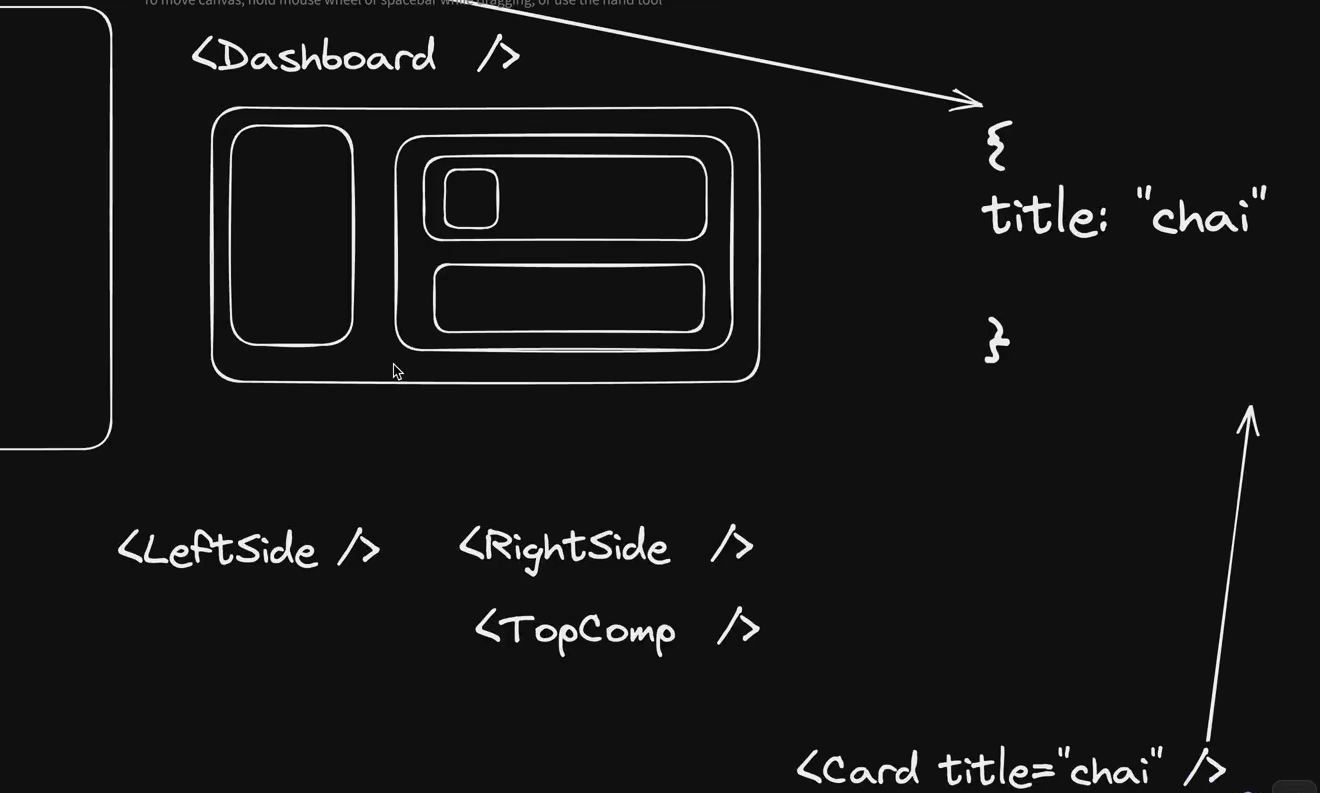 To move canvas, hold mouse wheel or spacebar while dragging, or use the hand tool
<Dashboard />
{
title: "chai"
}
<LeftSide /> <RightSide />
<TopComp />
<Card title="chai" />